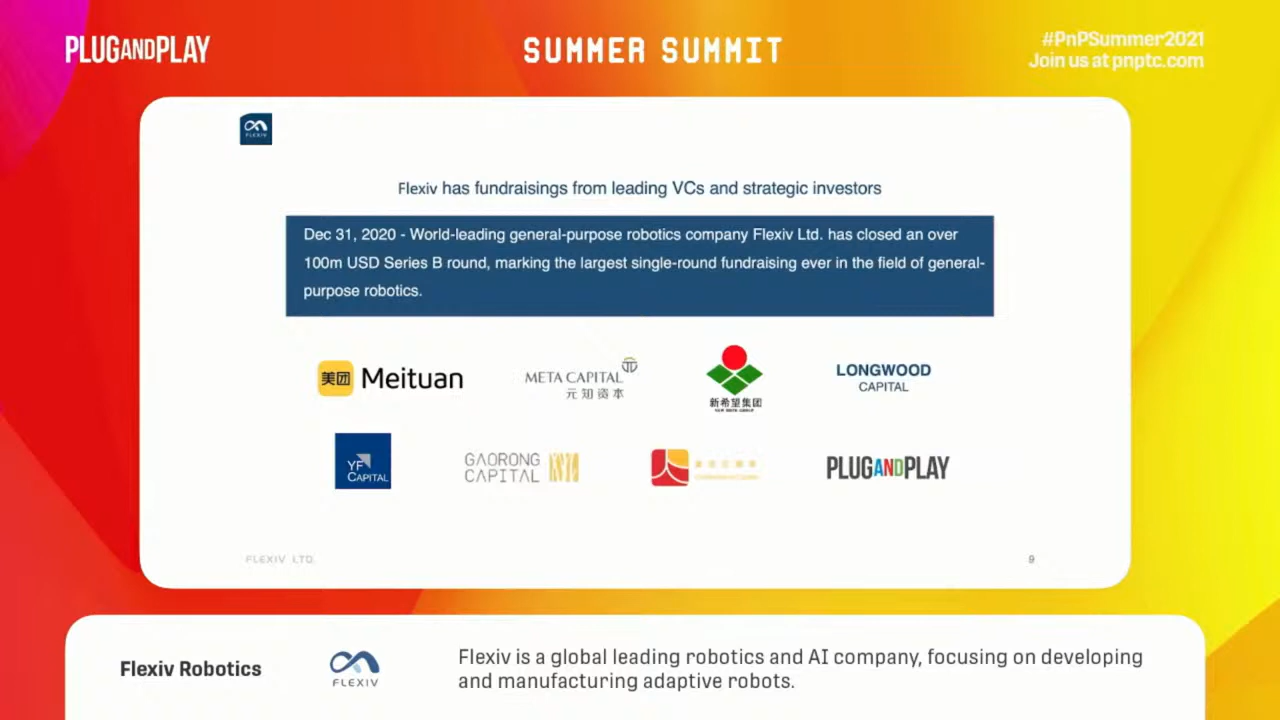 PLUGANDPLAY
SUMMER SUMMIT
#PnPSummer2021
Join us at pnptc.com
FLEXIV
Flexiv has fundraisings from leading VCs and strategic investors
Dec 31, 2020 - World-leading general-purpose robotics company Flexiv Ltd. has closed an over
100m USD Series B round, marking the largest single-round fundraising ever in the field of general-
purpose robotics.
美团 Meituan
META CAPITAL
元知资本
新希望集团
NEW HOPE GROUP
LONGWOOD
CAPITAL
YF
CAPITAL
GAORONG
CAPITAL
PLUGANDPLAY
FLEXIV LTD.
9
Flexiv Robotics
FLEXIV
Flexiv is a global leading robotics and AI company, focusing on developing
and manufacturing adaptive robots.